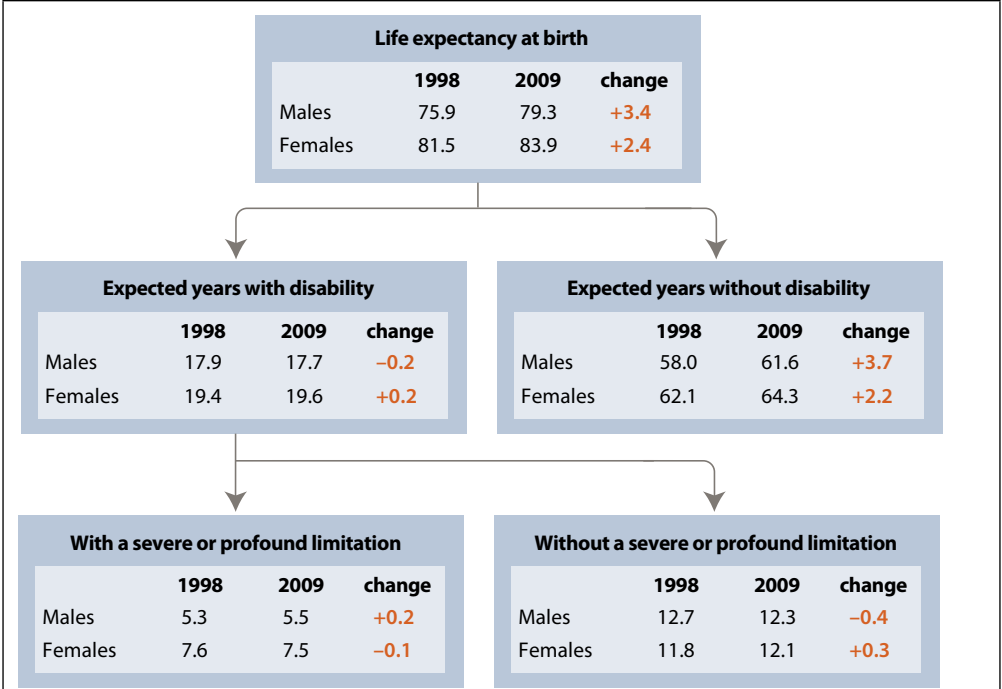 Life expectancy at birth
1998 2009 change
Males 75.9 79.3 +3.4
Females 81.5 83.9 +2.4
Expected years with disability
1998 2009 change
Males 17.9 17.7 –0.2
Females 19.4 19.6 +0.2
Expected years without disability
1998 2009 change
Males 58.0 61.6 +3.7
Females 62.1 64.3 +2.2
With a severe or profound limitation
1998 2009 change
Males 5.3 5.5 +0.2
Females 7.6 7.5 –0.1
Without a severe or profound limitation
1998 2009 change
Males 12.7 12.3 –0.4
Females 11.8 12.1 +0.3